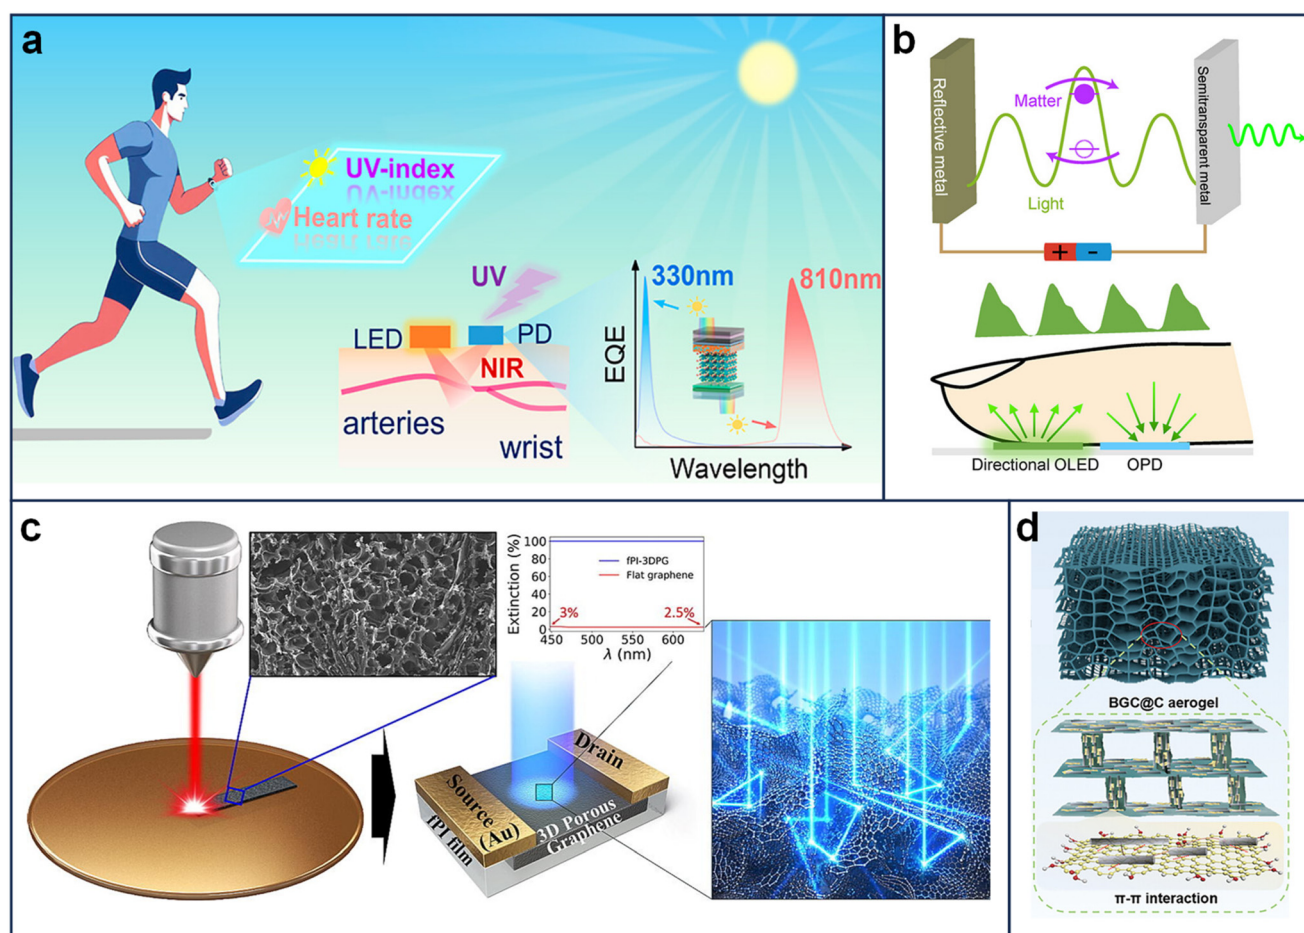 a
UV-index
Heart rate
UV
LED
PD
NIR
arteries
wrist
330nm
810nm
EQE
Wavelength
b
Reflective metal
Matter
Light
Semitransparent metal
+ -
Directional OLED
OPD
c
Extinction (%)
100
80
60
40
20
0
fPI-3DPG
Flat graphene
3%
2.5%
450 500 550 600
λ (nm)
Drain
Source
(Au)
3D Porous
Graphene
fPI film
d
BGC@C aerogel
π-π interaction